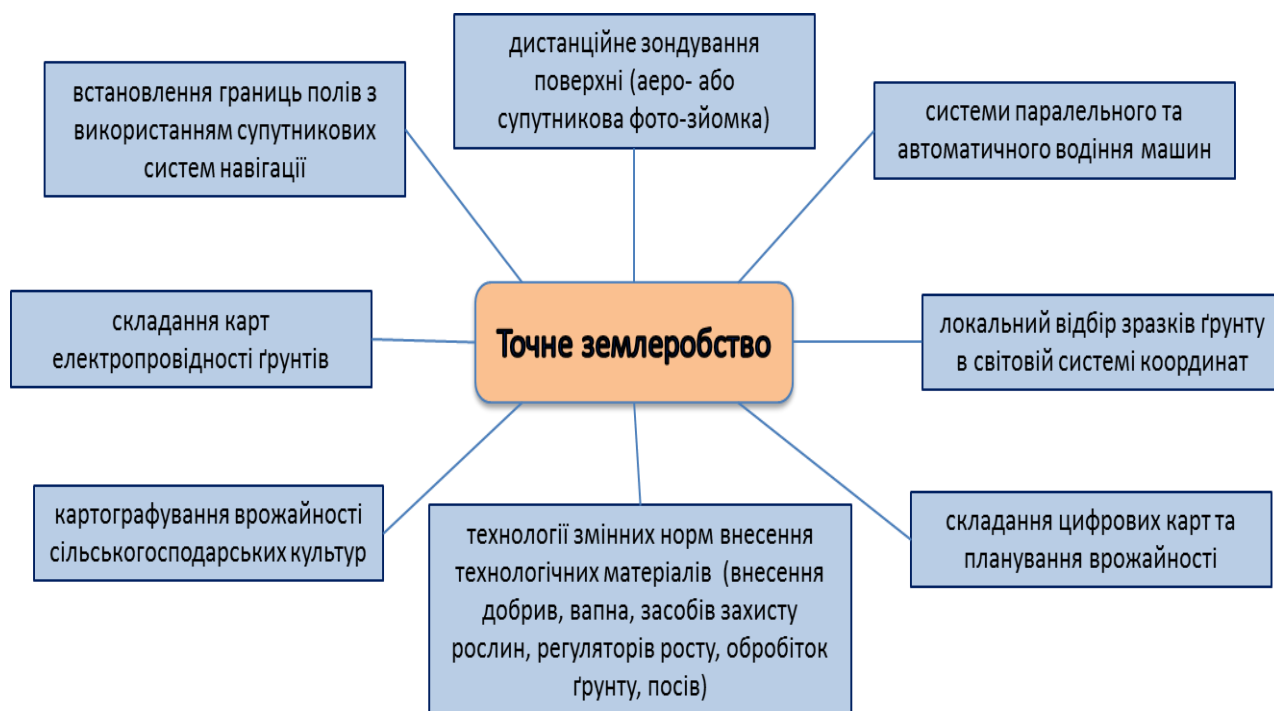 дистанційне зондування
поверхні (аеро- або
супутникова фото-зйомка)
встановлення границь полів з
використанням супутникових
систем навігації
системи паралельного та
автоматичного водіння машин
складання карт
електропровідності ґрунтів
Точне землеробство
локальний відбір зразків ґрунту
в світовій системі координат
картографування врожайності
сільськогосподарських культур
технології змінних норм внесення
технологічних матеріалів (внесення
добрив, вапна, засобів захисту
рослин, регуляторів росту, обробіток
ґрунту, посів)
складання цифрових карт та
планування врожайності